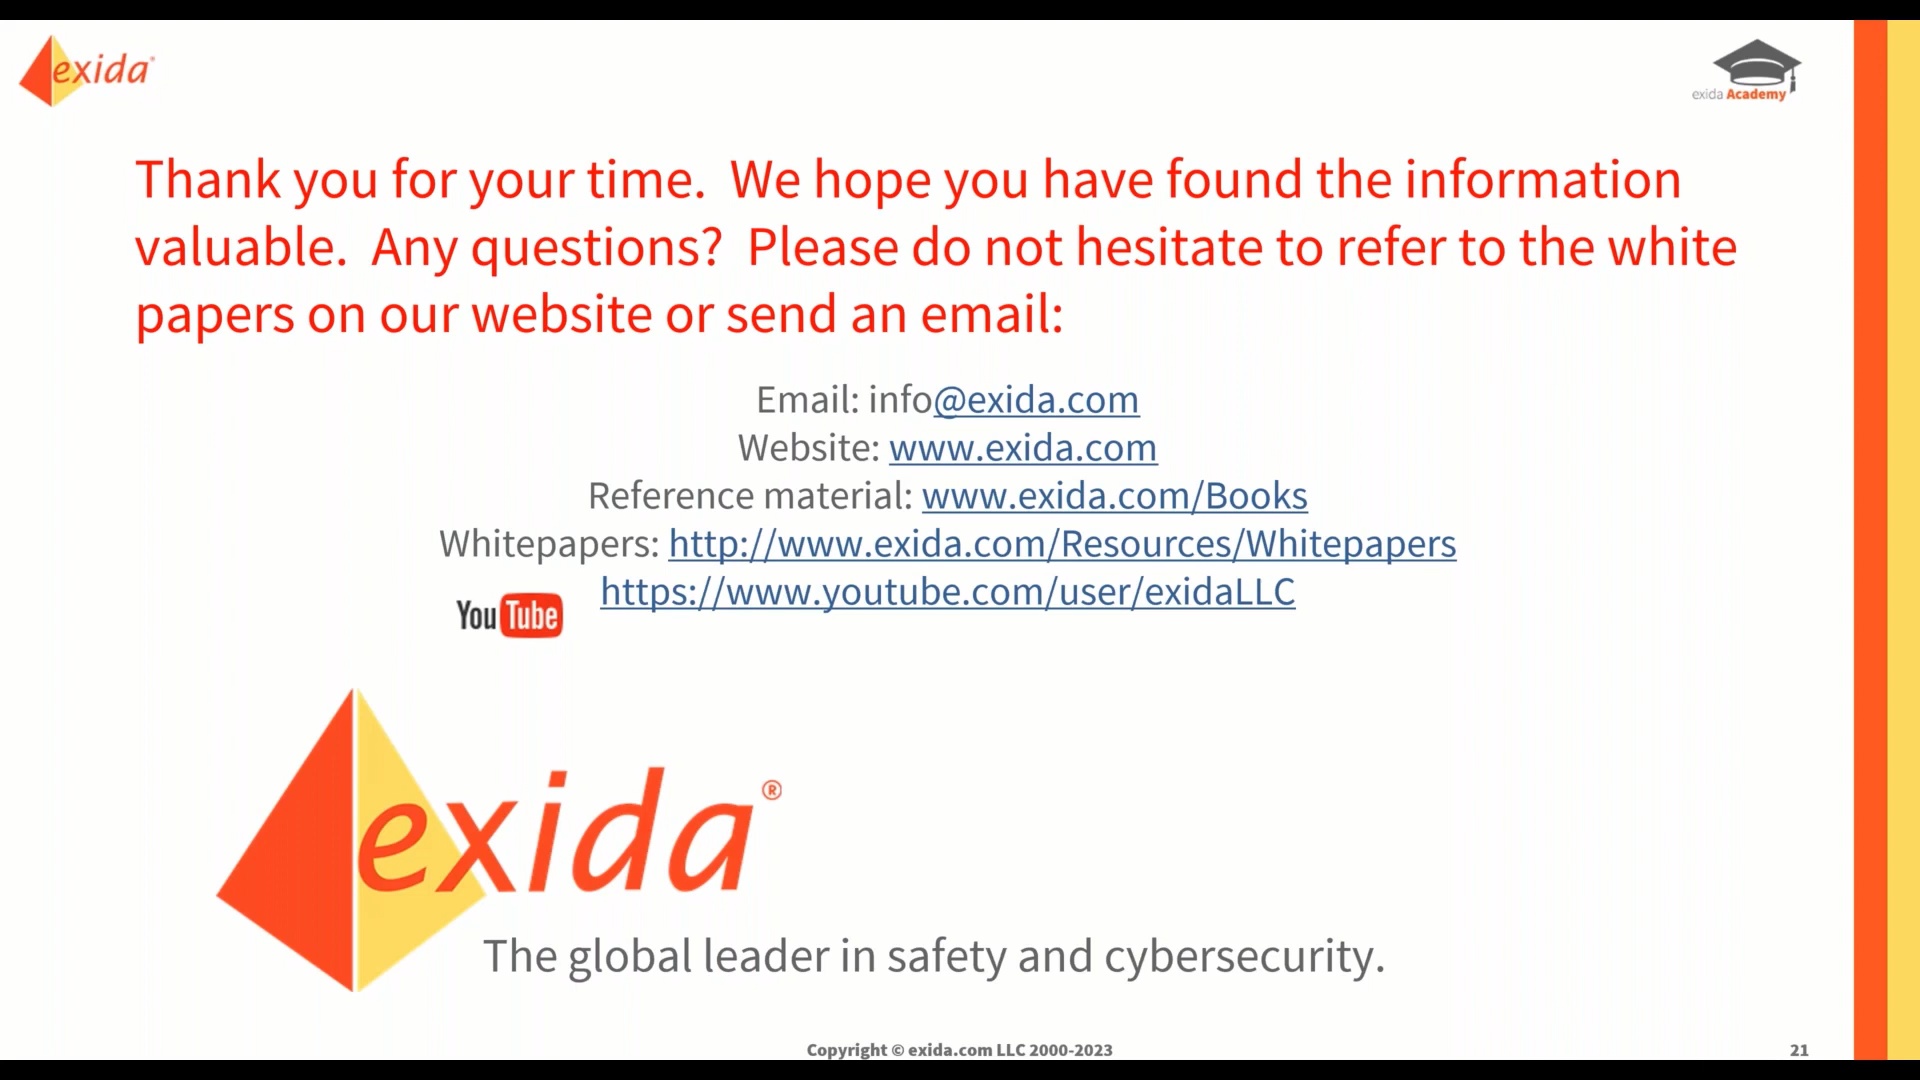 exida
exida Academy
Thank you for your time.  We hope you have found the information
valuable.  Any questions?  Please do not hesitate to refer to the white
papers on our website or send an email:
Email: info@exida.com
Website: www.exida.com
Reference material: www.exida.com/Books
Whitepapers: http://www.exida.com/Resources/Whitepapers
https://www.youtube.com/user/exidaLLC
YouTube
exida®
The global leader in safety and cybersecurity.
Copyright © exida.com LLC 2000-2023
21